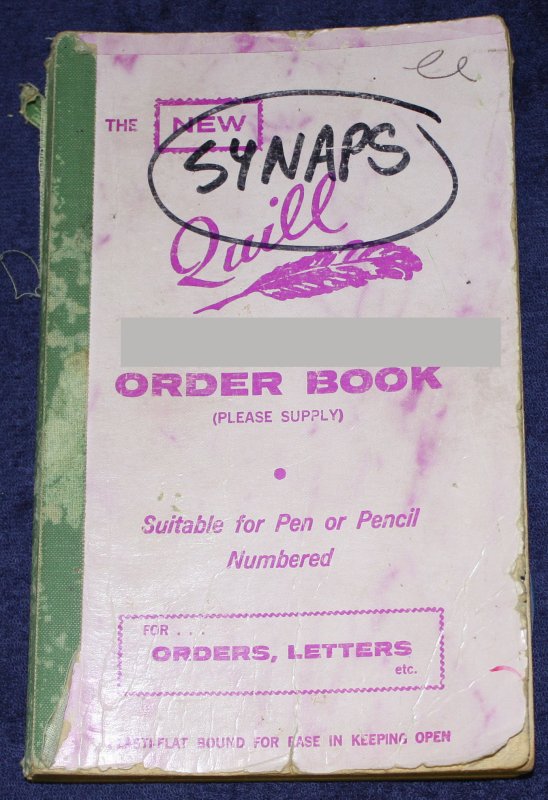 THE NEW
SYNAPS
Quill
ORDER BOOK
(PLEASE SUPPLY)
Suitable for Pen or Pencil
Numbered
FOR . . .
ORDERS, LETTERS
etc.
FLAT BOUND FOR EASE IN KEEPING OPEN